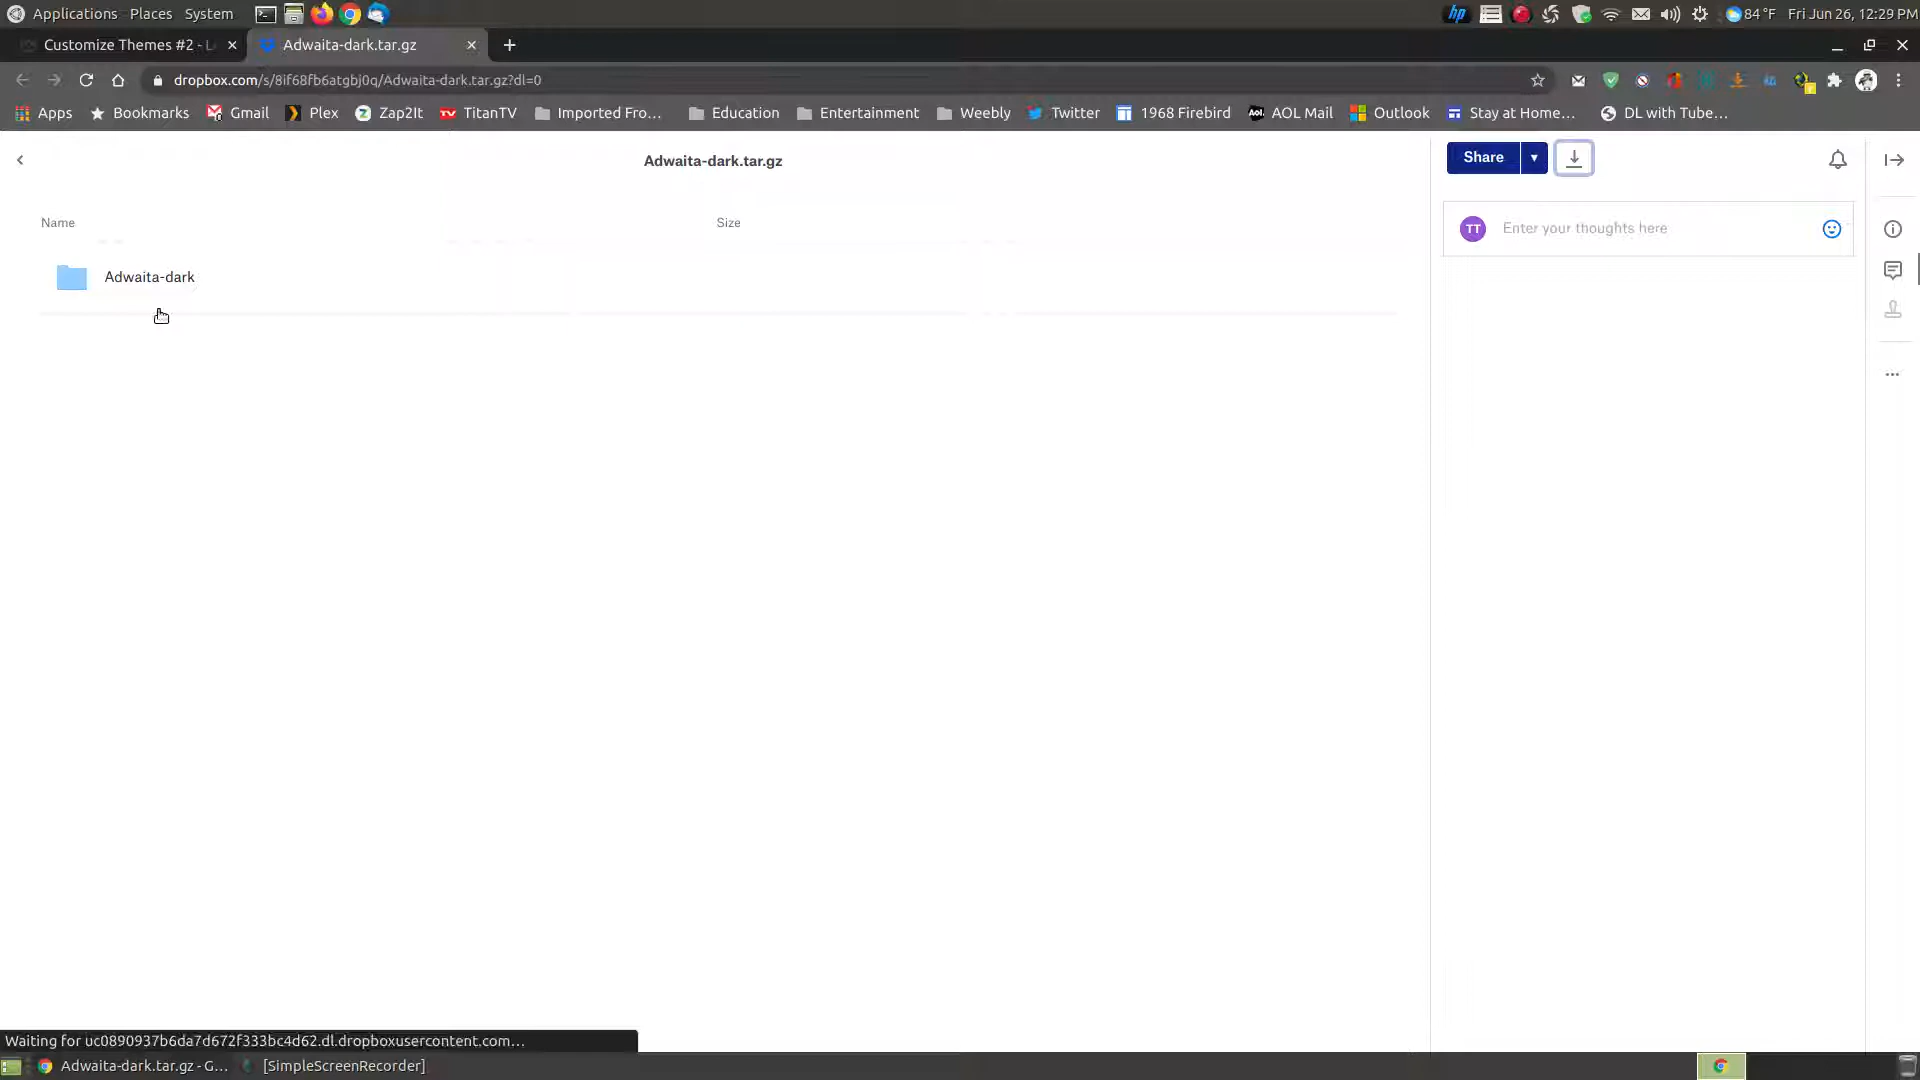 Applications Places System
hp
84 °F Fri Jun 26, 12:29 PM
Customize Themes #2 - L
Adwaita-dark.tar.gz
dropbox.com/s/8if68fb6atgbj0q/Adwaita-dark.tar.gz?dl=0
Apps Bookmarks Gmail Plex Zap2It TitanTV Imported Fro... Education Entertainment Weebly Twitter 1968 Firebird AOL Mail Outlook Stay at Home... DL with Tube...
Adwaita-dark.tar.gz
Share
Name Size
TT Enter your thoughts here
Adwaita-dark
Waiting for uc0890937b6da7d672f333bc4d62.dl.dropboxusercontent.com...
Adwaita-dark.tar.gz - G... [SimpleScreenRecorder]